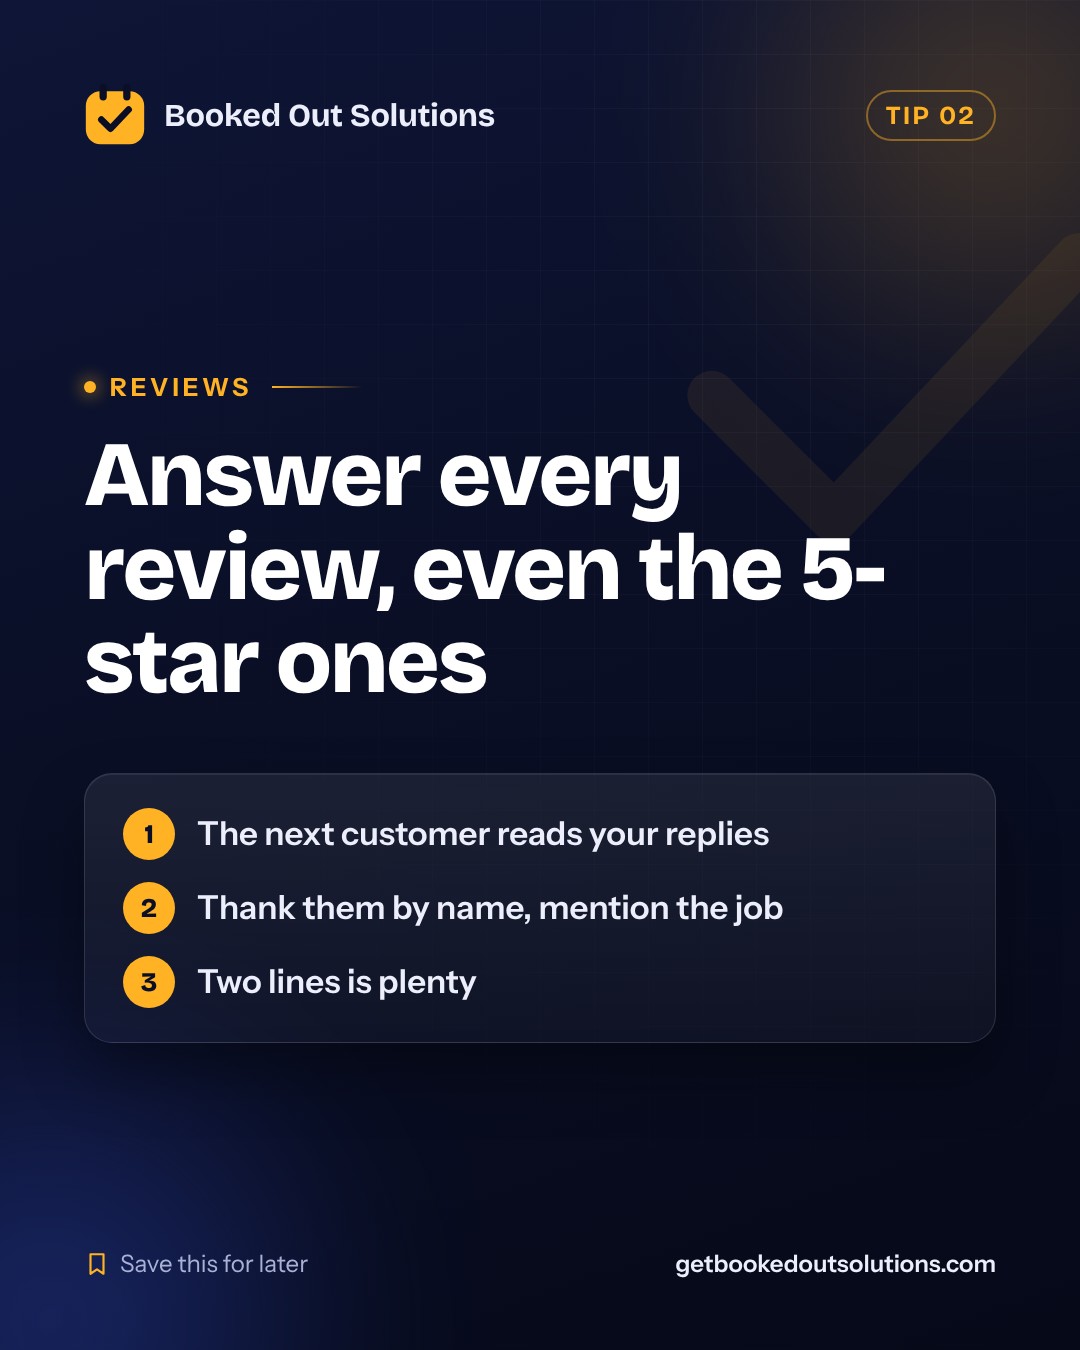 Booked Out Solutions
TIP 02
REVIEWS
Answer every
review, even the 5-
star ones
1 The next customer reads your replies
2 Thank them by name, mention the job
3 Two lines is plenty
Save this for later
getbookedoutsolutions.com